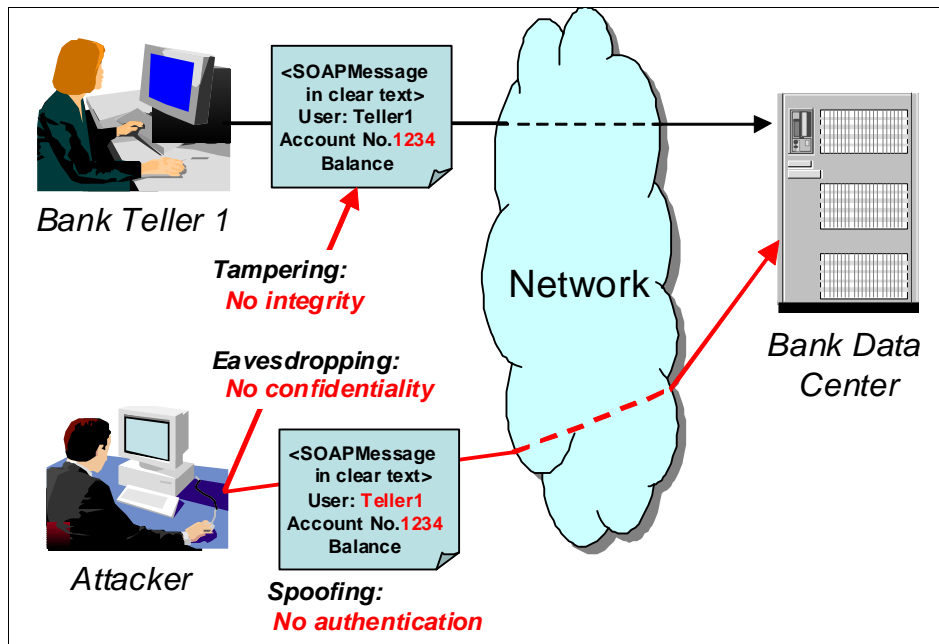 <SOAPMessage
in clear text>
User: Teller1
Account No.1234
Balance
Bank Teller 1
Tampering:
No integrity
Network
Bank Data
Center
Eavesdropping:
No confidentiality
<SOAPMessage
in clear text>
User: Teller1
Account No.1234
Balance
Attacker
Spoofing:
No authentication